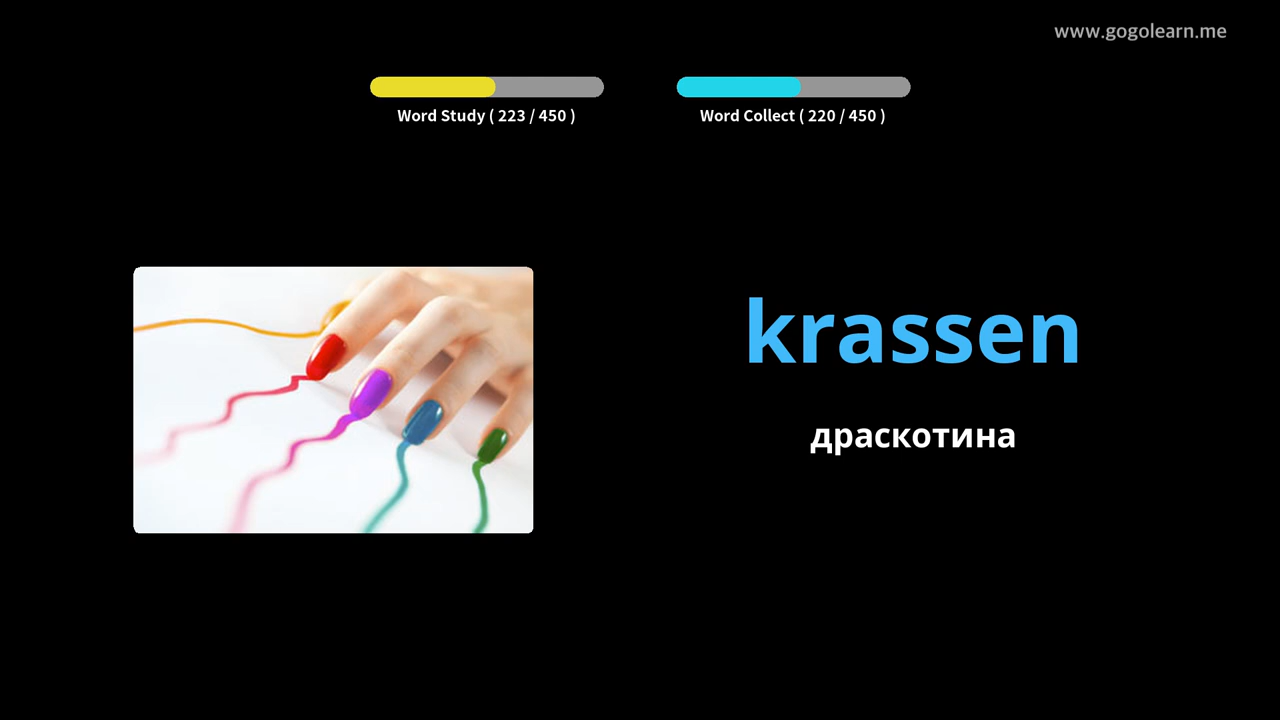 www.gogolearn.me
Word Study ( 223 / 450 )
Word Collect ( 220 / 450 )
krassen
драскотина